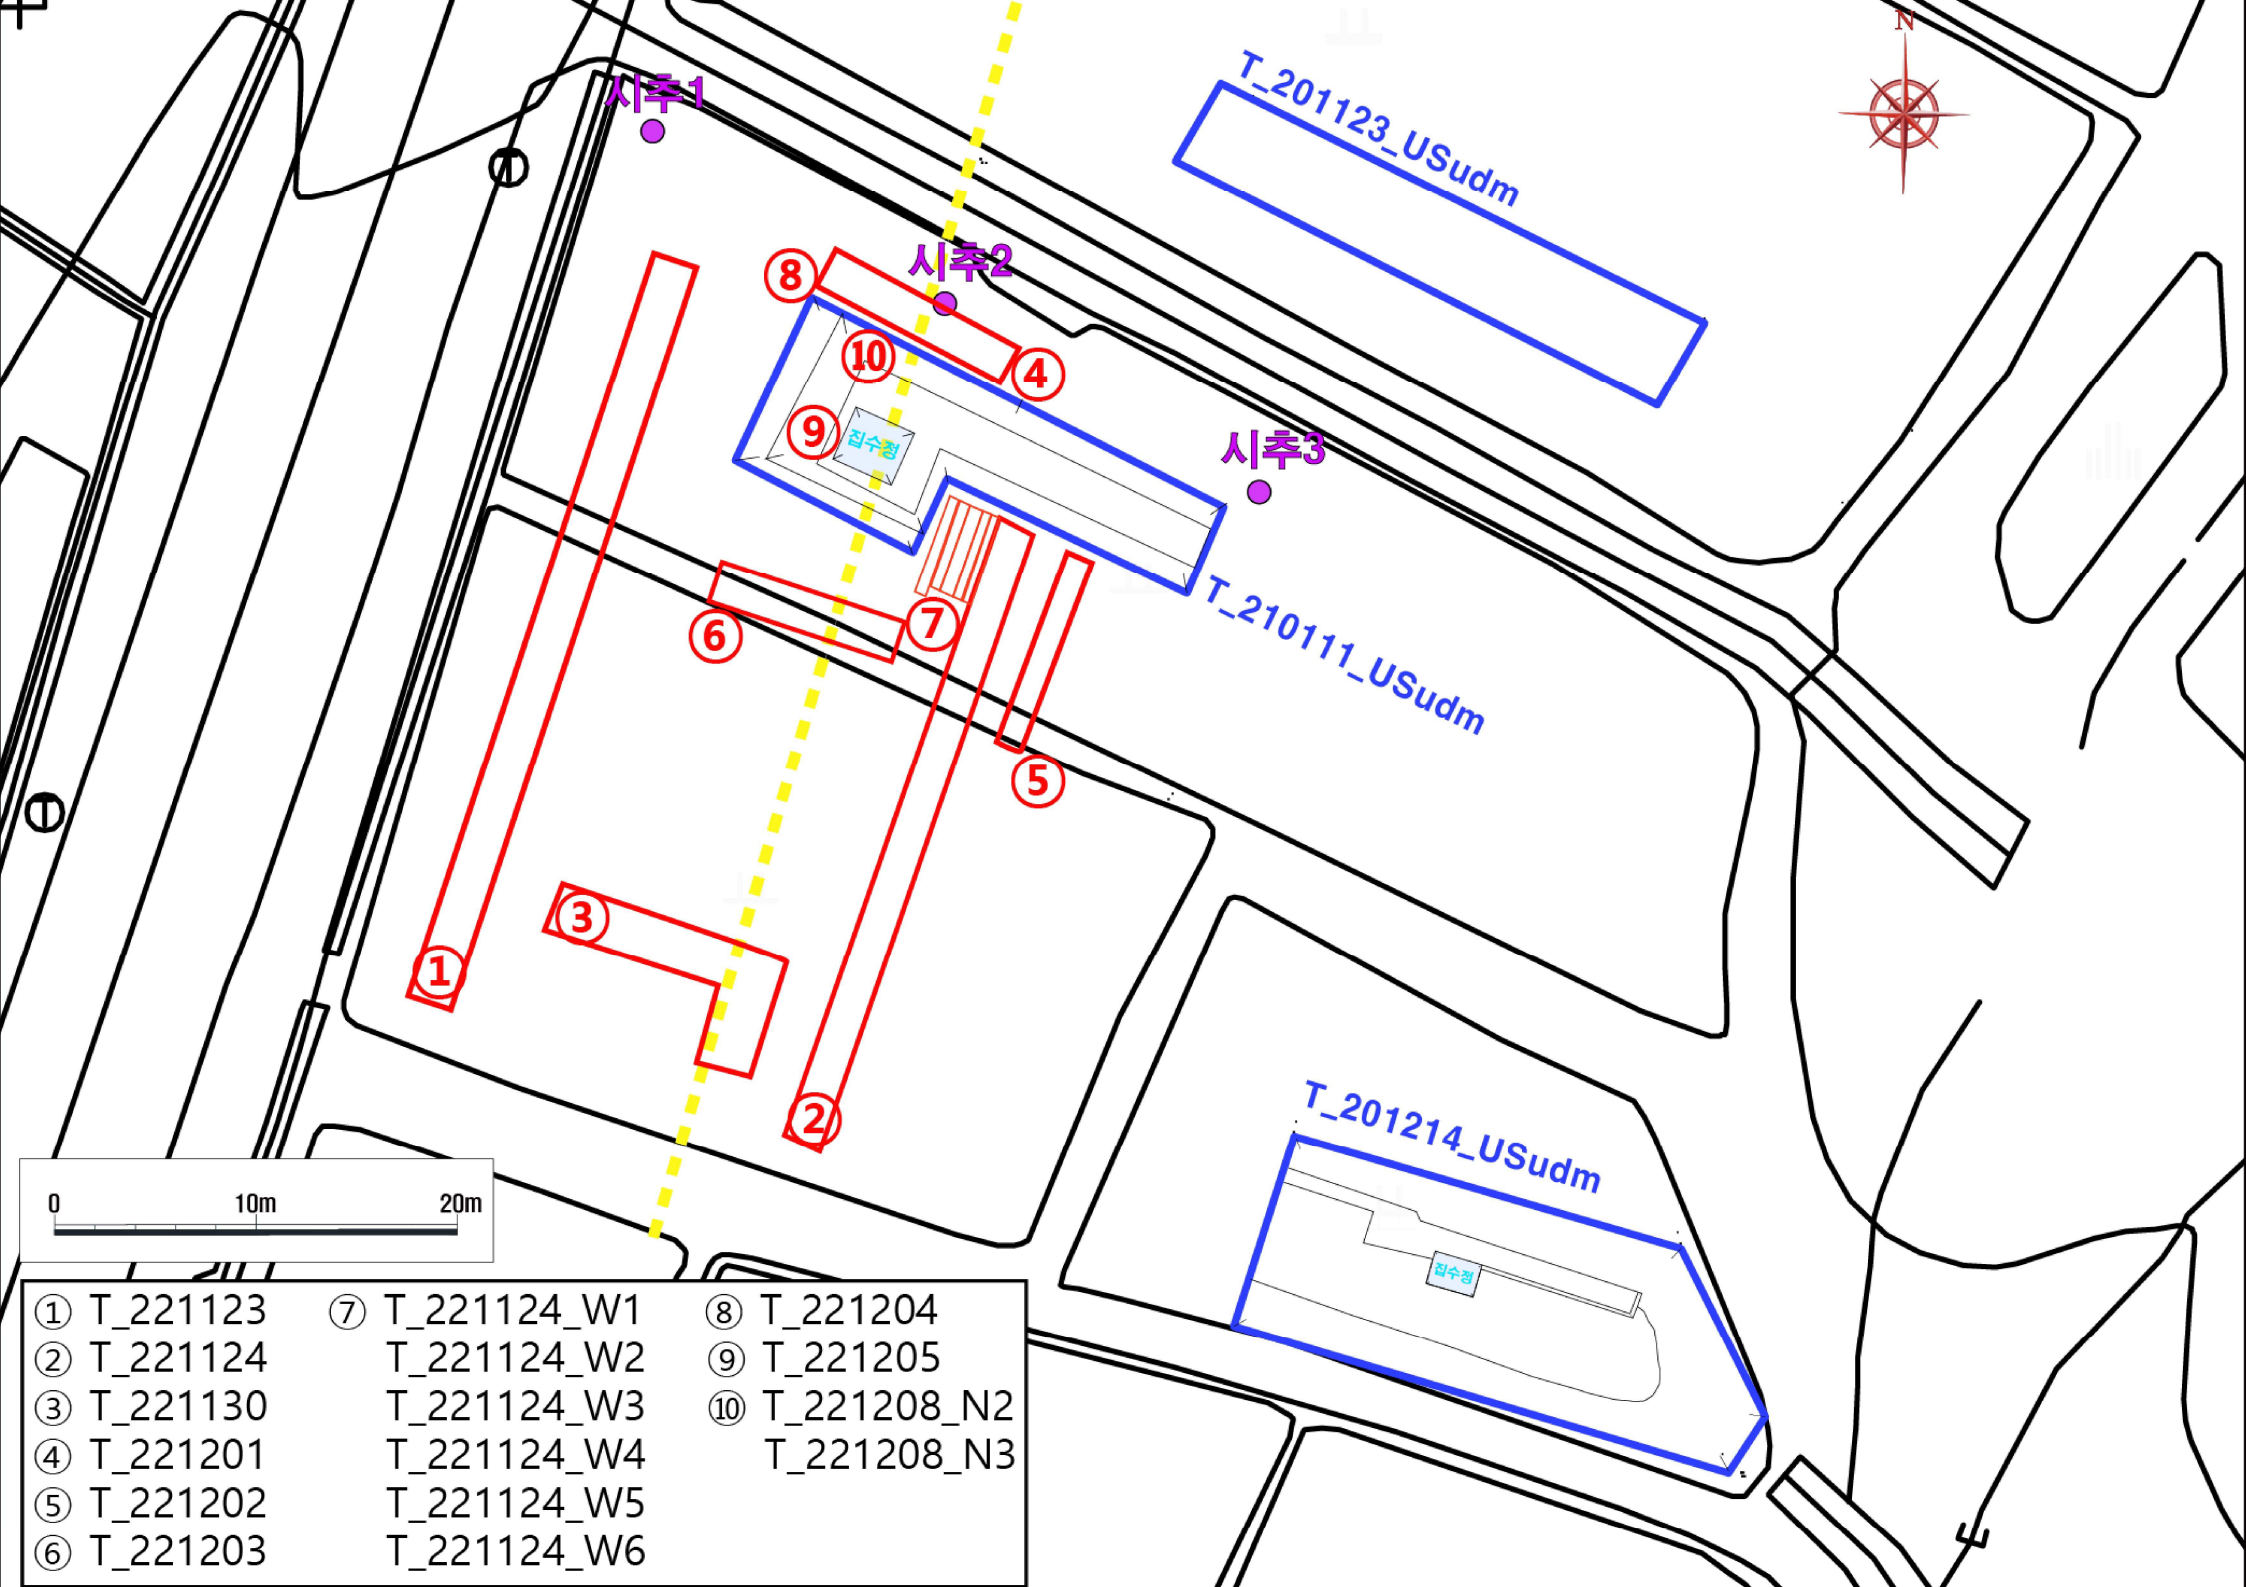 N
T_201123_USudm
시추1
시추2
⑧
⑩
④
⑨
집수정
시추3
T_210111_USudm
⑥
⑦
⑤
③
①
②
T_201214_USudm
집수정
0 10m 20m
① T_221123
② T_221124
③ T_221130
④ T_221201
⑤ T_221202
⑥ T_221203
⑦ T_221124_W1
T_221124_W2
T_221124_W3
T_221124_W4
T_221124_W5
T_221124_W6
⑧ T_221204
⑨ T_221205
⑩ T_221208_N2
T_221208_N3